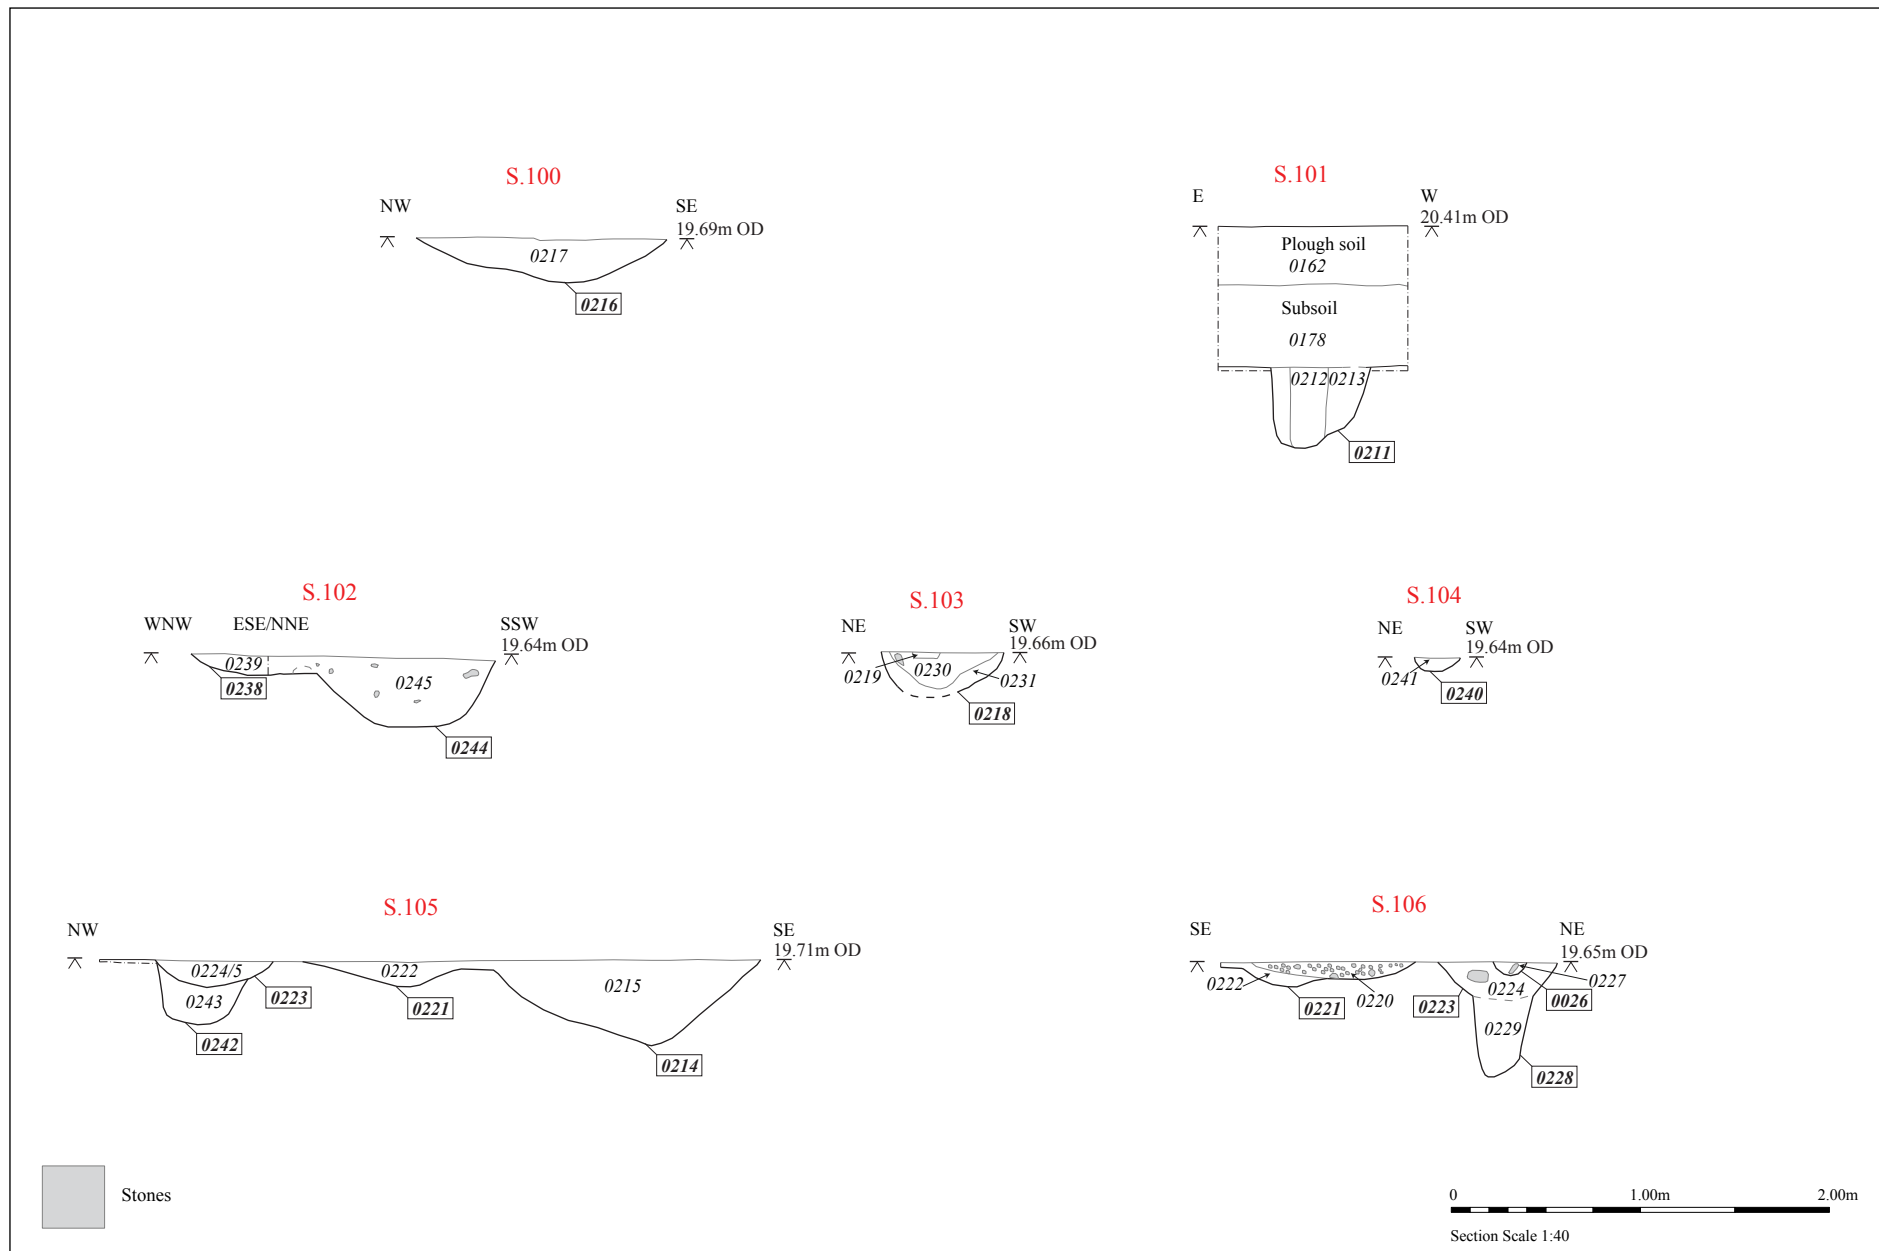 S.100
NW
SE
19.69m OD
0217
0216
S.101
E
W
20.41m OD
Plough soil
0162
Subsoil
0178
0212
0213
0211
S.102
WNW
ESE/NNE
SSW
19.64m OD
0239
0238
0245
0244
S.103
NE
SW
19.66m OD
0219
0230
0231
0218
S.104
NE
SW
19.64m OD
0241
0240
S.105
NW
SE
19.71m OD
0224/5
0222
0215
0243
0223
0221
0242
0214
S.106
SE
NE
19.65m OD
0222
0220
0224
0227
0221
0223
0026
0229
0228
Stones
0
1.00m
2.00m
Section Scale 1:40